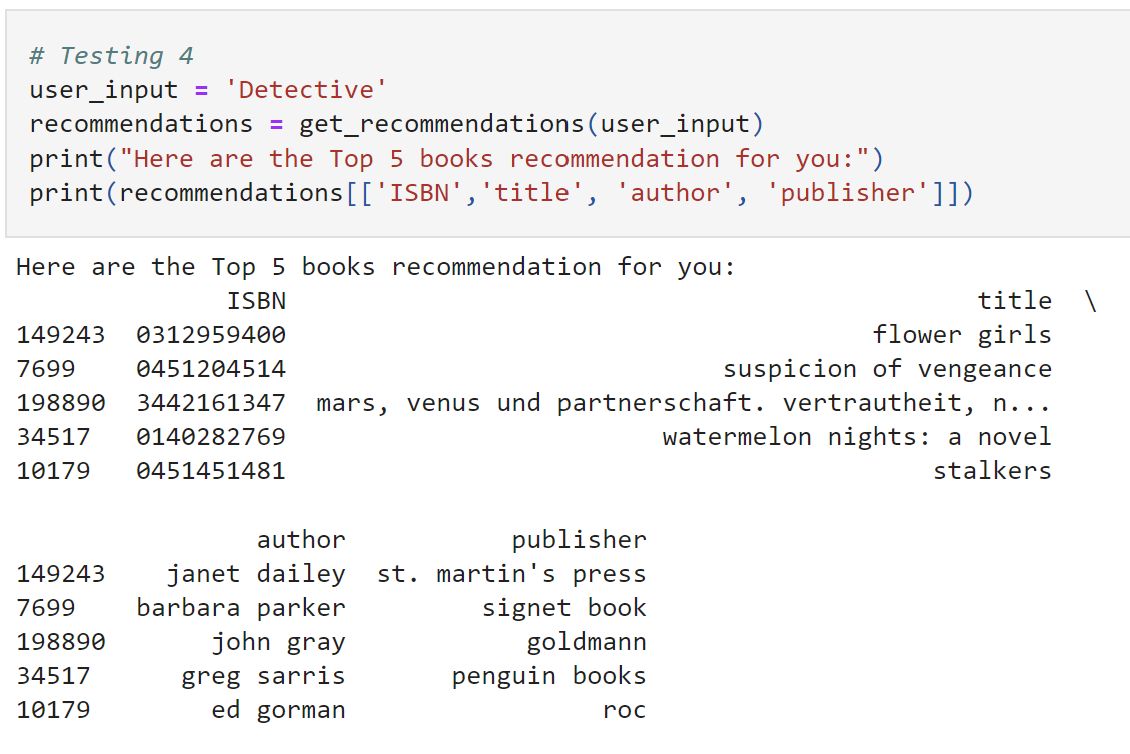 # Testing 4
user_input = 'Detective'
recommendations = get_recommendations(user_input)
print("Here are the Top 5 books recommendation for you:")
print(recommendations[['ISBN','title', 'author', 'publisher']])
Here are the Top 5 books recommendation for you:
ISBN title \
149243 0312959400 flower girls
7699 0451204514 suspicion of vengeance
198890 3442161347 mars, venus und partnerschaft. vertrautheit, n...
34517 0140282769 watermelon nights: a novel
10179 0451451481 stalkers
author publisher
149243 janet dailey st. martin's press
7699 barbara parker signet book
198890 john gray goldmann
34517 greg sarris penguin books
10179 ed gorman roc